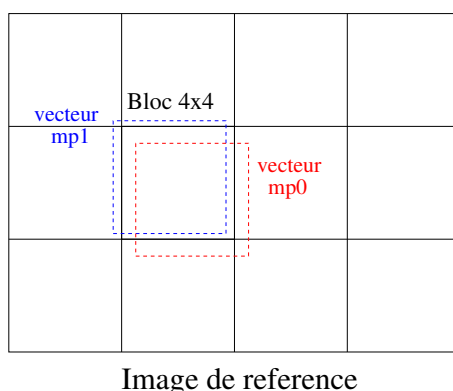 Bloc 4x4
vecteur
mp1
vecteur
mp0
Image de reference